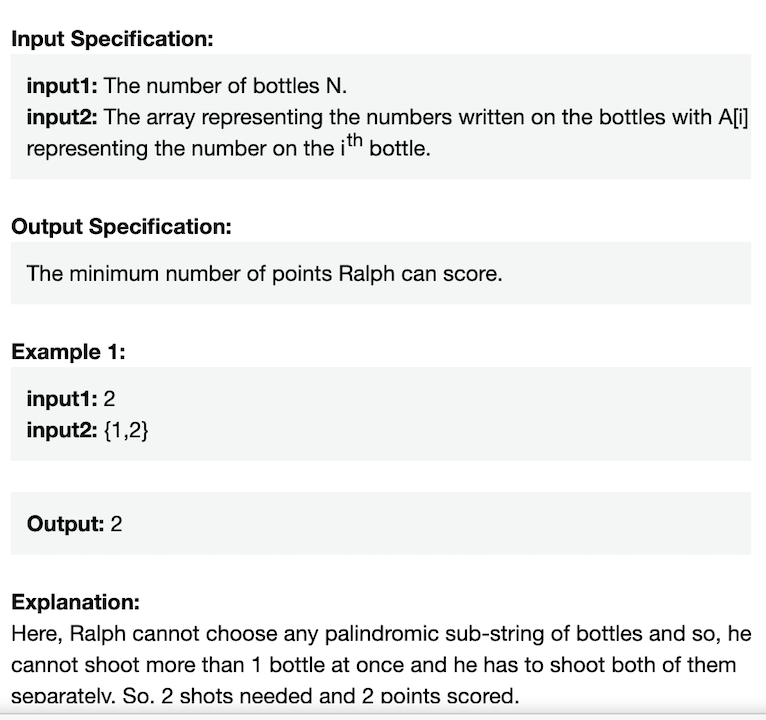 Input Specification:
input1: The number of bottles N.
input2: The array representing the numbers written on the bottles with A[i]
representing the number on the ith bottle.
Output Specification:
The minimum number of points Ralph can score.
Example 1:
input1: 2
input2: {1,2}
Output: 2
Explanation:
Here, Ralph cannot choose any palindromic sub-string of bottles and so, he
cannot shoot more than 1 bottle at once and he has to shoot both of them
separately. So, 2 shots needed and 2 points scored.